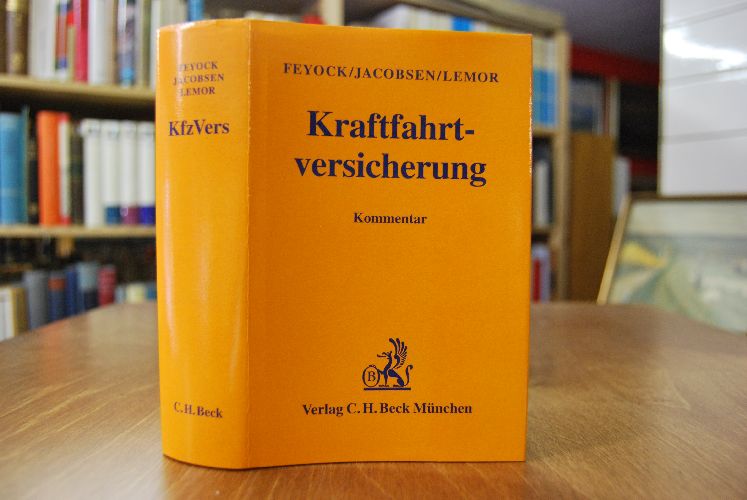 FEYOCK
JACOBSEN
LEMOR
KfzVers
C.H.Beck
FEYOCK/JACOBSEN/LEMOR
Kraftfahrt-
versicherung
Kommentar
B
Verlag C.H.Beck München